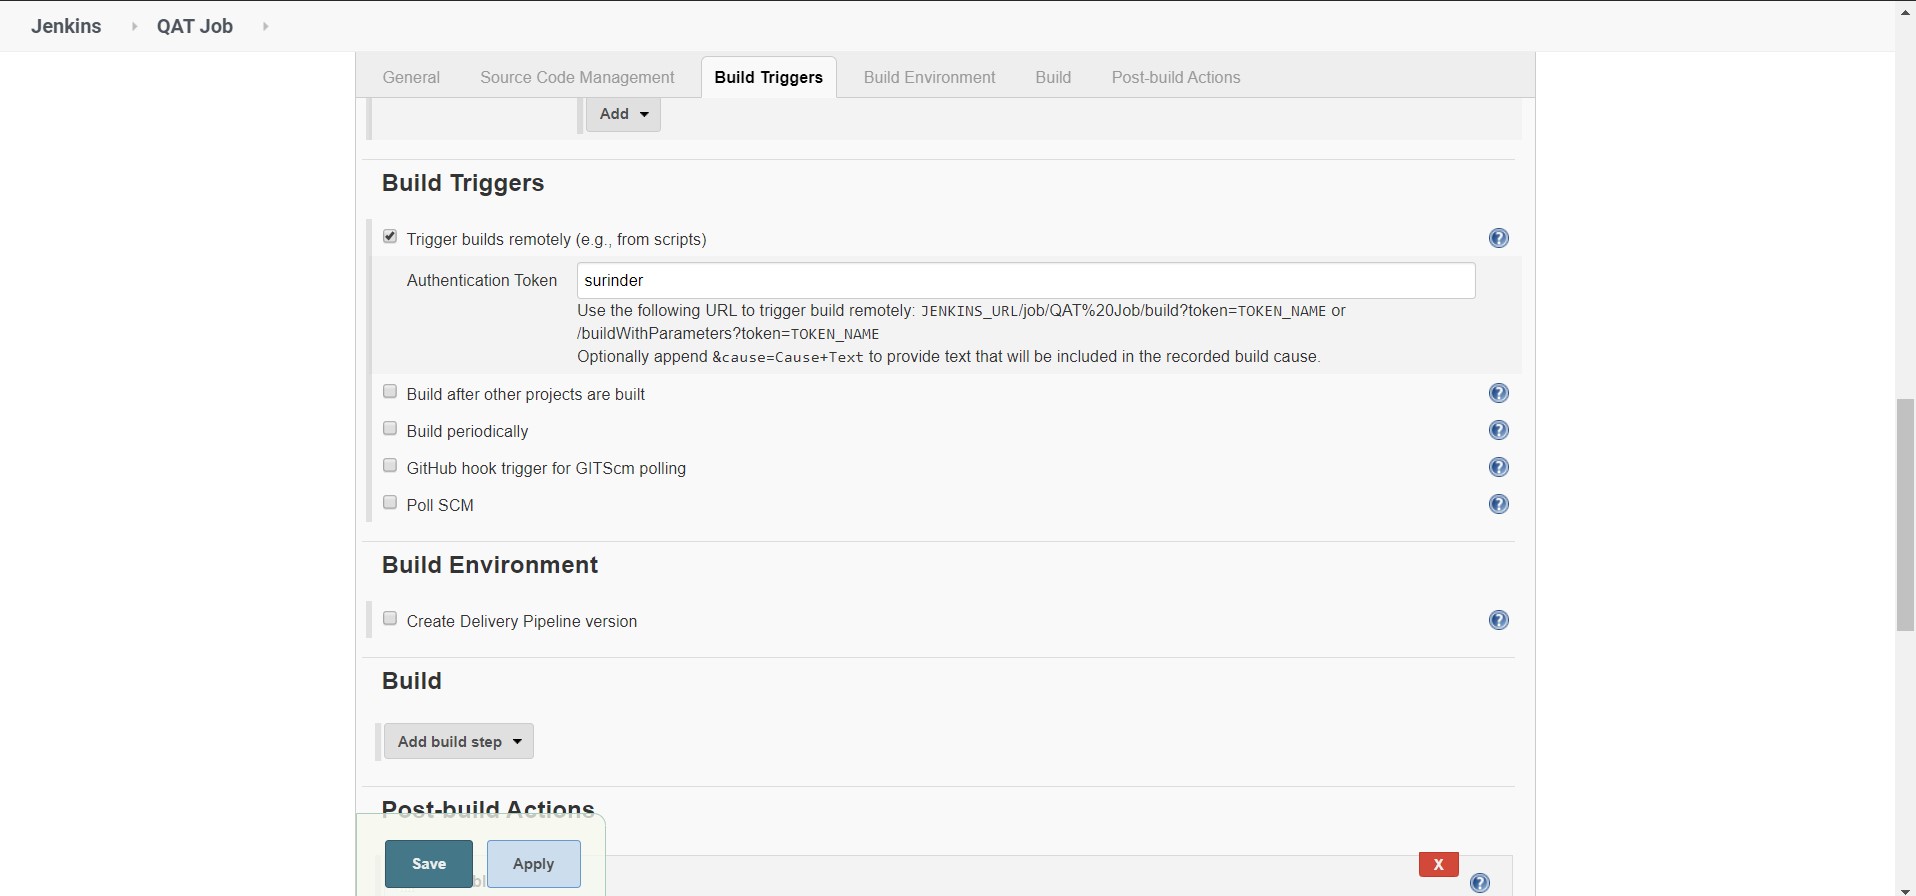 Jenkins QAT Job
General Source Code Management Build Triggers Build Environment Build Post-build Actions
Add
Build Triggers
Trigger builds remotely (e.g., from scripts)
Authentication Token surinder
Use the following URL to trigger build remotely: JENKINS_URL/job/QAT%20Job/build?token=TOKEN_NAME or
/buildWithParameters?token=TOKEN_NAME
Optionally append &cause=Cause+Text to provide text that will be included in the recorded build cause.
Build after other projects are built
Build periodically
GitHub hook trigger for GITScm polling
Poll SCM
Build Environment
Create Delivery Pipeline version
Build
Add build step
Post-build Actions
Save Apply X